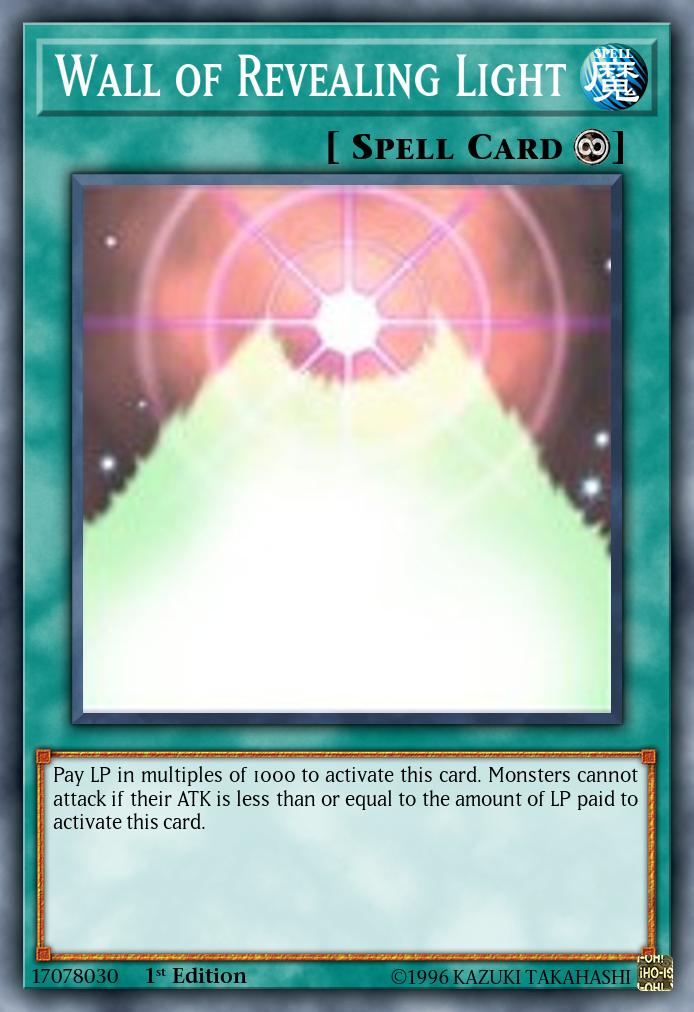 WALL OF REVEALING LIGHT
SPELL
魔
[ SPELL CARD ]
Pay LP in multiples of 1000 to activate this card. Monsters cannot
attack if their ATK is less than or equal to the amount of LP paid to
activate this card.
17078030 1st Edition ©1996 KAZUKI TAKAHASHI